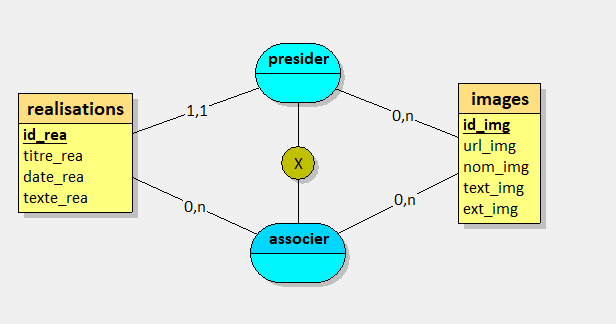 presider
realisations
id_rea
titre_rea
date_rea
texte_rea
1,1
0,n
X
0,n
0,n
images
id_img
url_img
nom_img
text_img
ext_img
associer